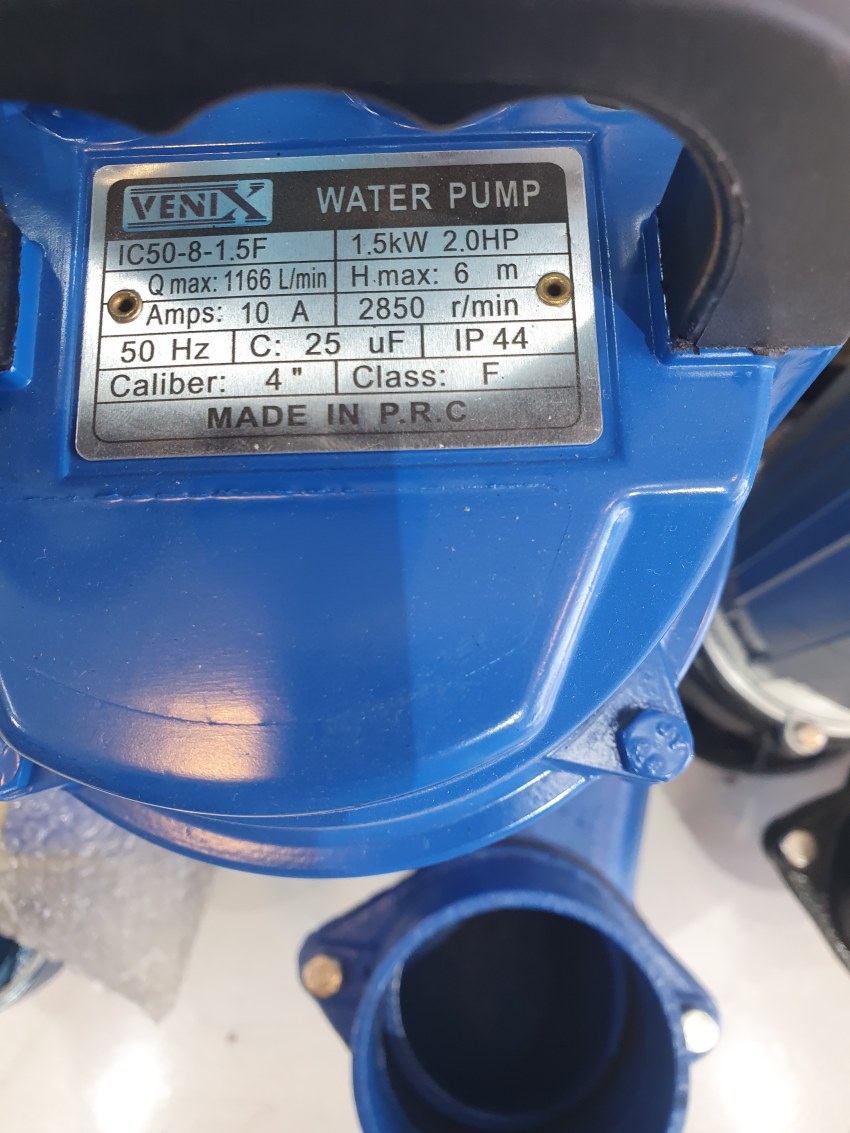 VENIX WATER PUMP
IC50-8-1.5F 1.5kW 2.0HP
Q max: 1166 L/min H.max: 6 m
Amps: 10 A 2850 r/min
50 Hz C: 25 uF IP 44
Caliber: 4" Class: F
MADE IN P.R.C